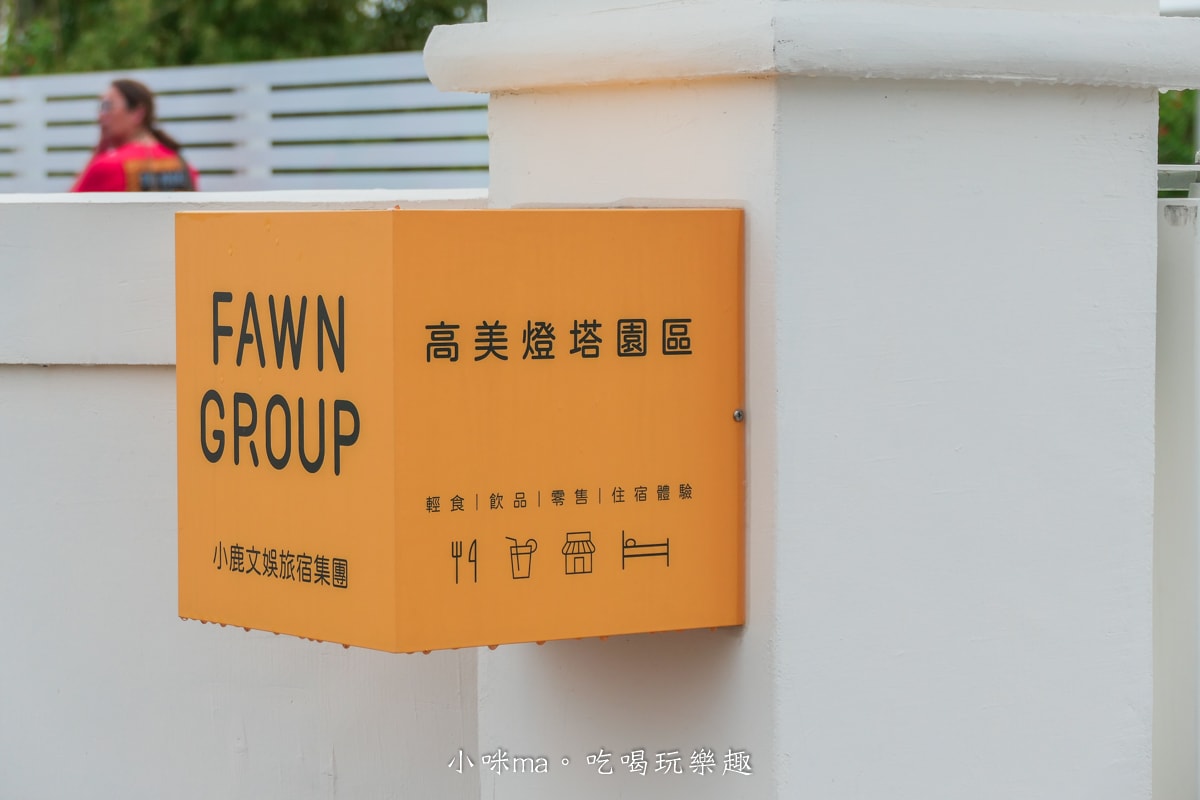 FAWN
GROUP
小鹿文娛旅宿集團
高美燈塔園區
輕食|飲品|零售|住宿體驗
小咪ma。吃喝玩樂趣